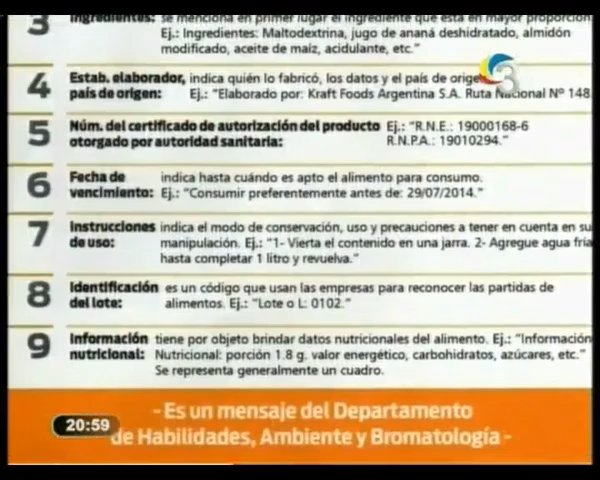 3 Ingredientes: se menciona en primer lugar el ingrediente que está en mayor proporción
Ej.: Ingredientes: Maltodextrina, jugo de ananá deshidratado, almidón
modificado, aceite de maíz, acidulante, etc."
4 Estab. elaborador, indica quién lo fabricó, los datos y el país de
país de origen: Ej.: "Elaborado por: Kraft Foods Argentina S.A. Ruta Nacional Nº 148
3
5 Núm. del certificado de autorización del producto Ej.: "R.N.E.: 19000168-6
otorgado por autoridad sanitaria: R.N.P.A.: 19010294."
6 Fecha de indica hasta cuándo es apto el alimento para consumo.
vencimiento: Ej.: "Consumir preferentemente antes de: 29/07/2014."
7 Instrucciones indica el modo de conservación, uso y precauciones a tener en cuenta en su
de uso: manipulación. Ej.: "1- Vierta el contenido en una jarra. 2- Agregue agua fría
hasta completar 1 litro y revuelva."
8 Identificación es un código que usan las empresas para reconocer las partidas de
del lote: alimentos. Ej.: "Lote o L: 0102."
9 Información tiene por objeto brindar datos nutricionales del alimento. Ej.: "Información
nutricional: Nutricional: porción 1.8 g. valor energético, carbohidratos, azúcares, etc."
Se representa generalmente un cuadro.
- Es un mensaje del Departamento
20:59
de Habilidades, Ambiente y Bromatología -